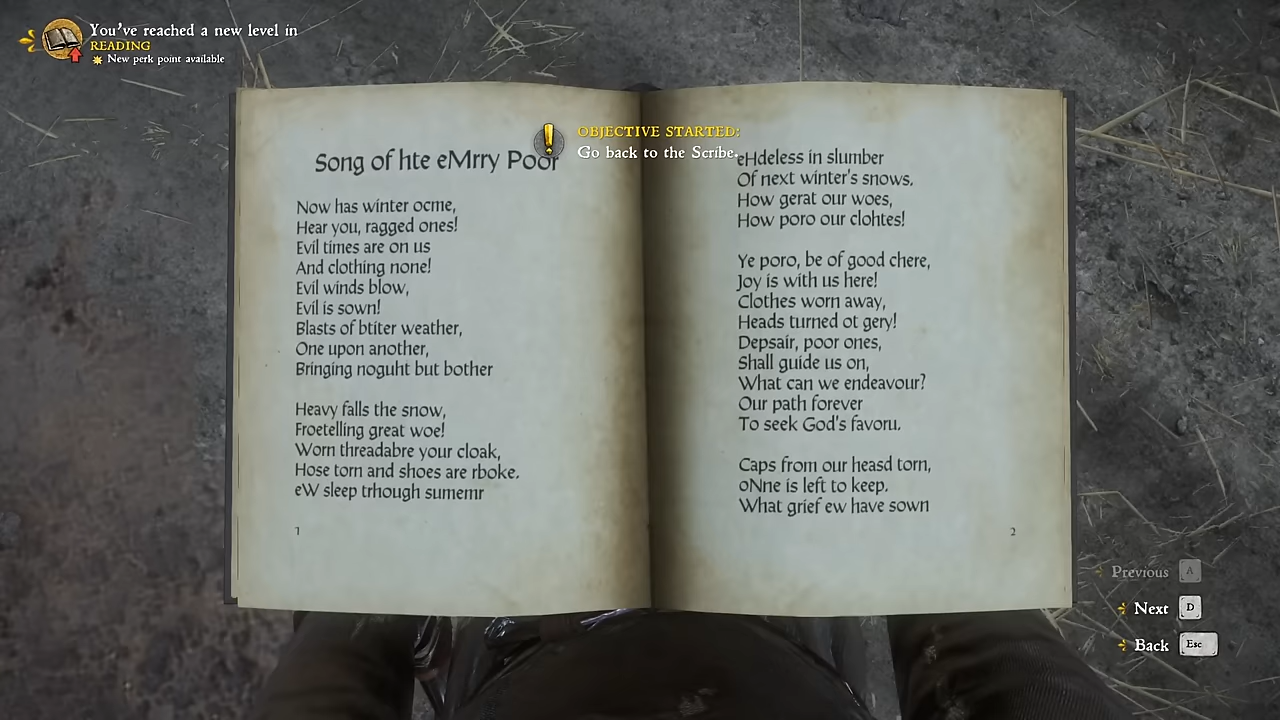 You've reached a new level in
READING
New perk point available
OBJECTIVE STARTED:
Go back to the Scribe.
Song of hte eMrry Poor
Now has winter ocme,
Hear you, ragged ones!
Evil times are on us
And clothing none!
Evil winds blow,
Evil is sown!
Blasts of btiter weather,
One upon another,
Bringing noguht but bother
Heavy falls the snow,
Froetelling great woe!
Worn threadabre your cloak,
Hose torn and shoes are rboke.
eW sleep trhough sumemr
1
eHdeless in slumber
Of next winter's snows.
How gerat our woes,
How poro our clohtes!
Ye poro, be of good chere,
Joy is with us here!
Clothes worn away,
Heads turned ot gery!
Depsair, poor ones,
Shall guide us on,
What can we endeavour?
Our path forever
To seek God's favoru.
Caps from our heasd torn,
oNne is left to keep.
What grief ew have sown
2
Previous A
Next D
Back Esc